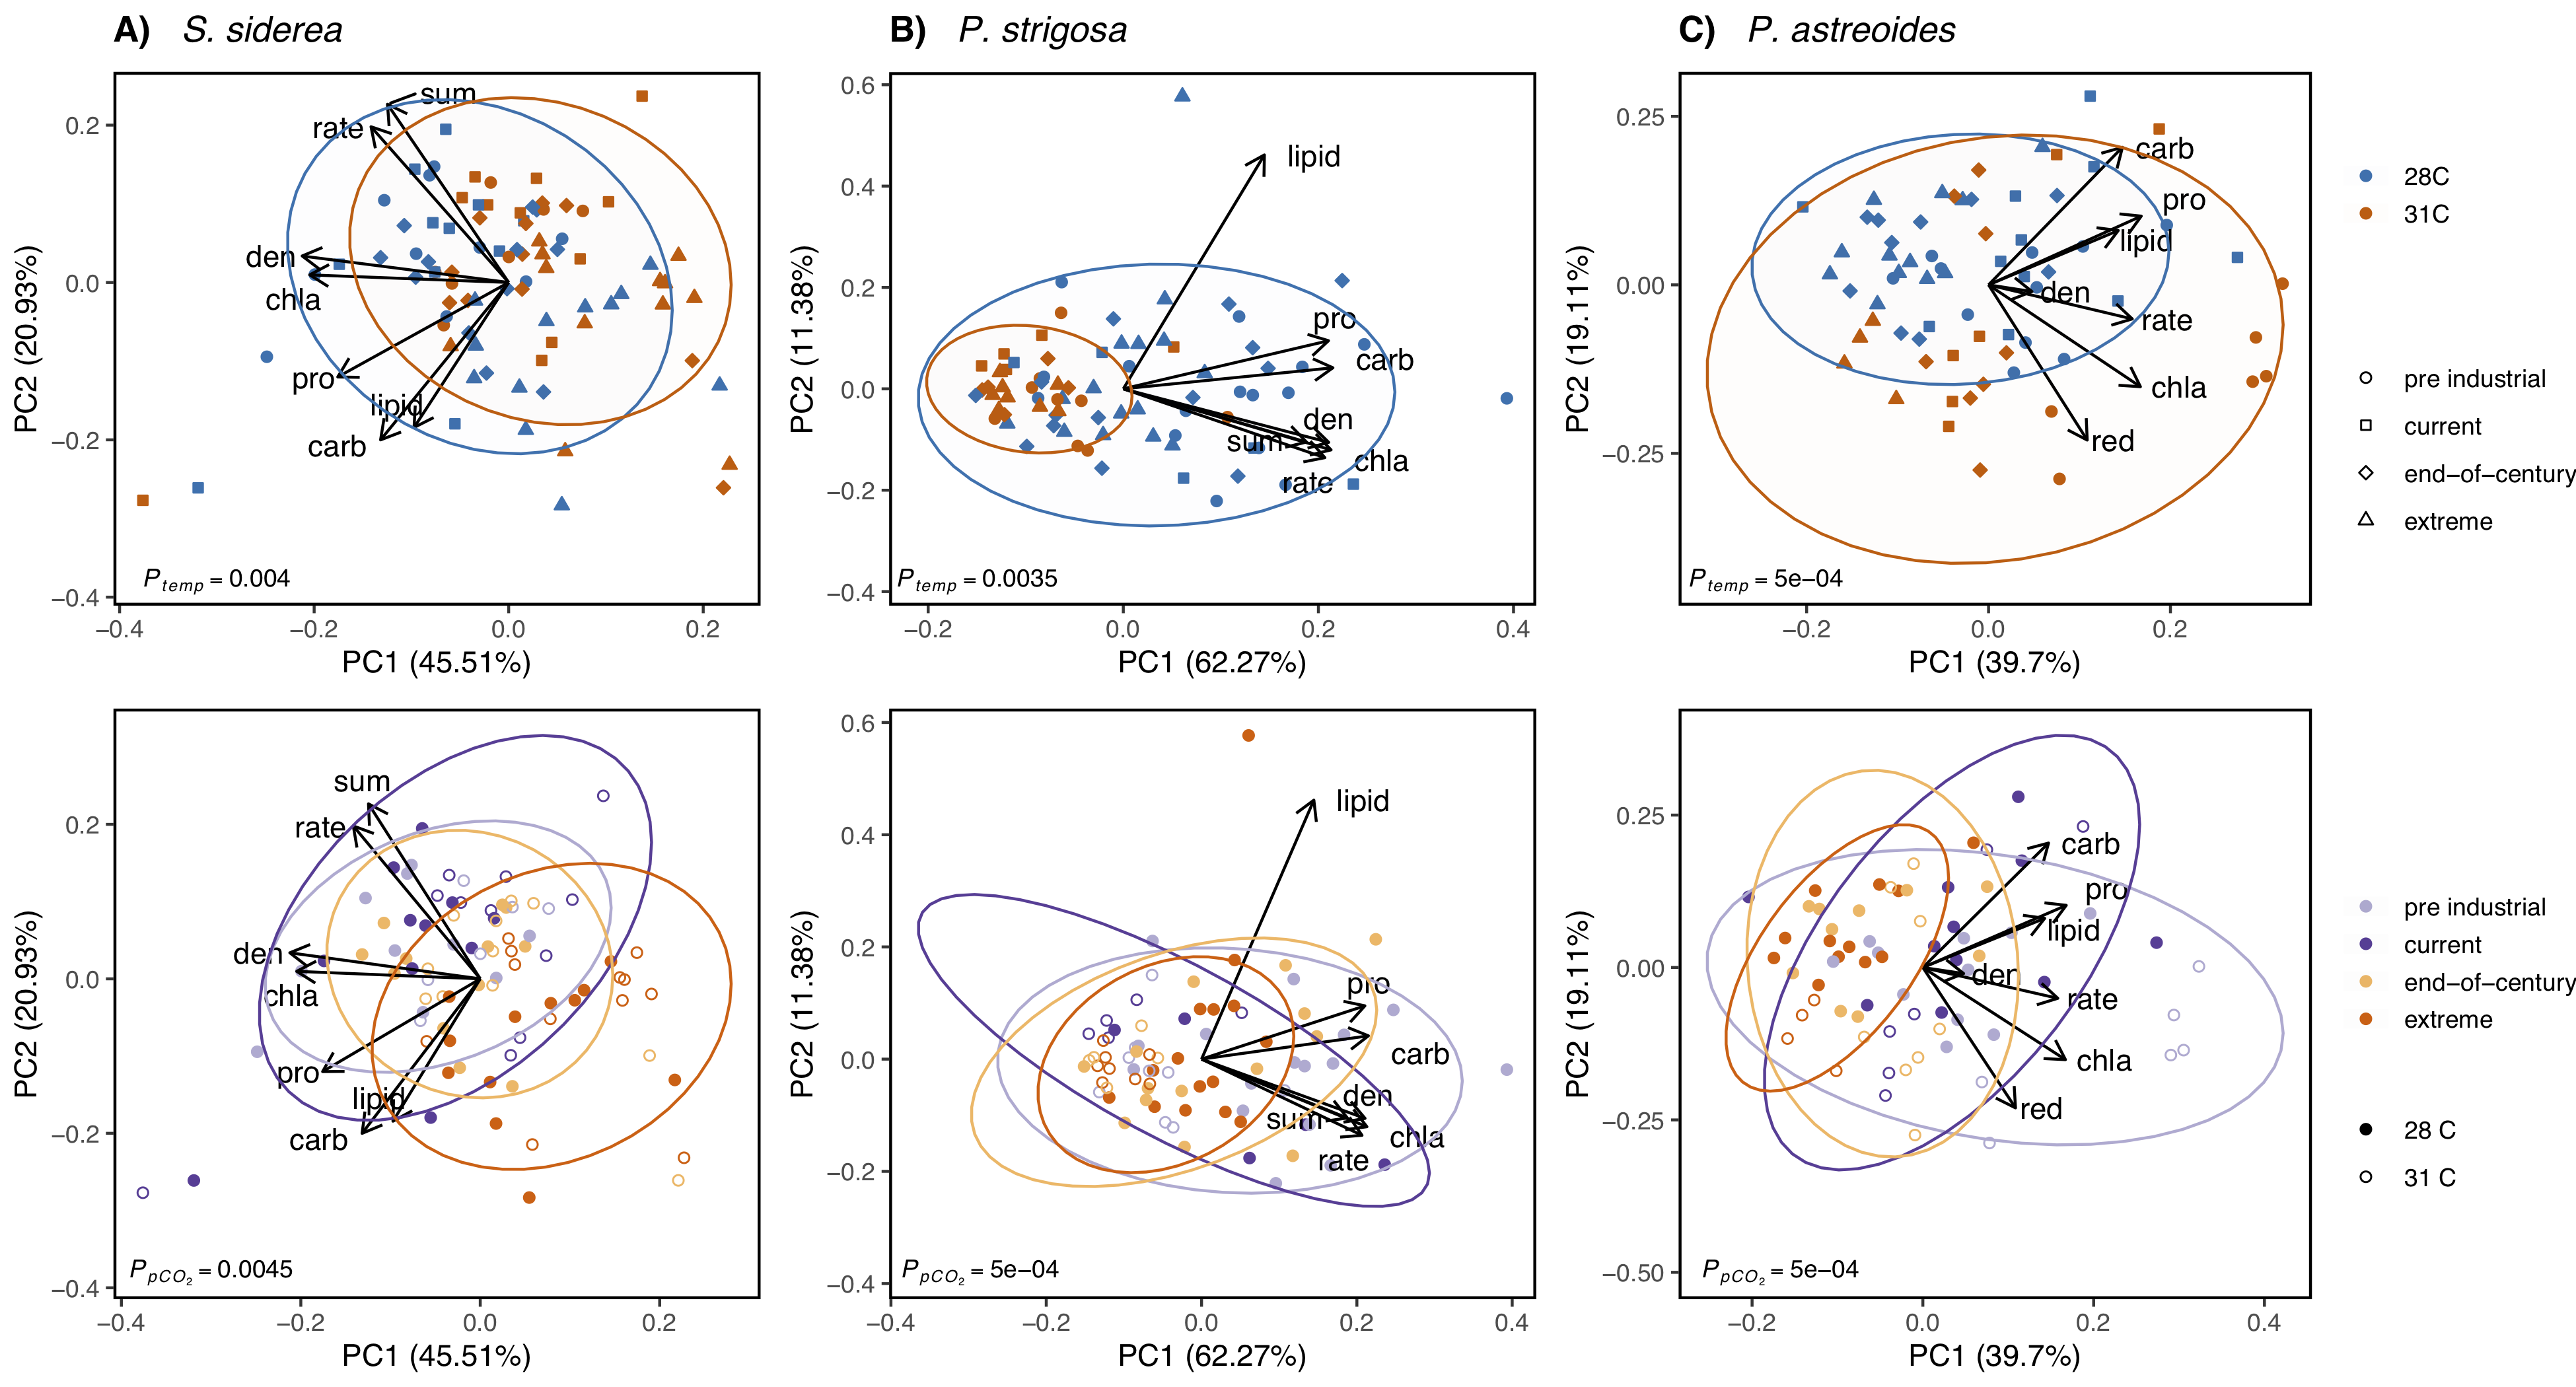 A) S. siderea
B) P. strigosa
C) P. astreoides
PC2 (20.93%)
0.2
0.0
−0.2
−0.4
sum
rate
den
chla
pro
lipid
carb
P temp = 0.004
−0.4 −0.2 0.0 0.2
PC1 (45.51%)
PC2 (11.38%)
0.6
0.4
0.2
0.0
−0.2
−0.4
lipid
pro
carb
den
sum
chla
rate
P temp = 0.0035
−0.2 0.0 0.2 0.4
PC1 (62.27%)
PC2 (19.11%)
0.25
0.00
−0.25
carb
pro
lipid
den
rate
chla
red
P temp = 5e−04
−0.2 0.0 0.2
PC1 (39.7%)
28C
31C
pre industrial
current
end−of−century
extreme
PC2 (20.93%)
0.2
0.0
−0.2
−0.4
sum
rate
den
chla
pro
lipid
carb
P pCO2 = 0.0045
−0.4 −0.2 0.0 0.2
PC1 (45.51%)
PC2 (11.38%)
0.6
0.4
0.2
0.0
−0.2
−0.4
lipid
pro
carb
den
sum
chla
rate
P pCO2 = 5e−04
−0.4 −0.2 0.0 0.2 0.4
PC1 (62.27%)
PC2 (19.11%)
0.25
0.00
−0.25
−0.50
carb
pro
lipid
den
rate
chla
red
P pCO2 = 5e−04
−0.2 0.0 0.2 0.4
PC1 (39.7%)
pre industrial
current
end−of−century
extreme
28 C
31 C